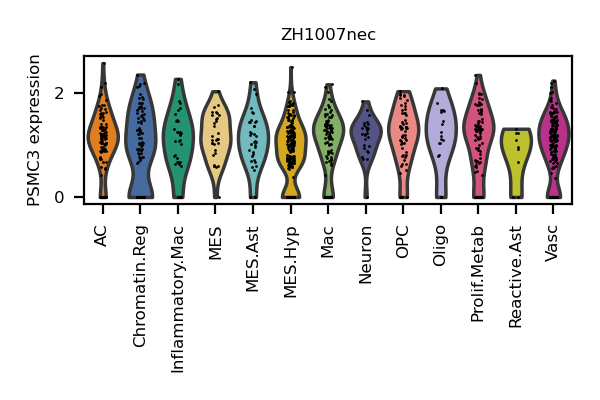 ZH1007nec
PSMC3 expression
2
0
AC
Chromatin.Reg
Inflammatory.Mac
MES
MES.Ast
MES.Hyp
Mac
Neuron
OPC
Oligo
Prolif.Metab
Reactive.Ast
Vasc